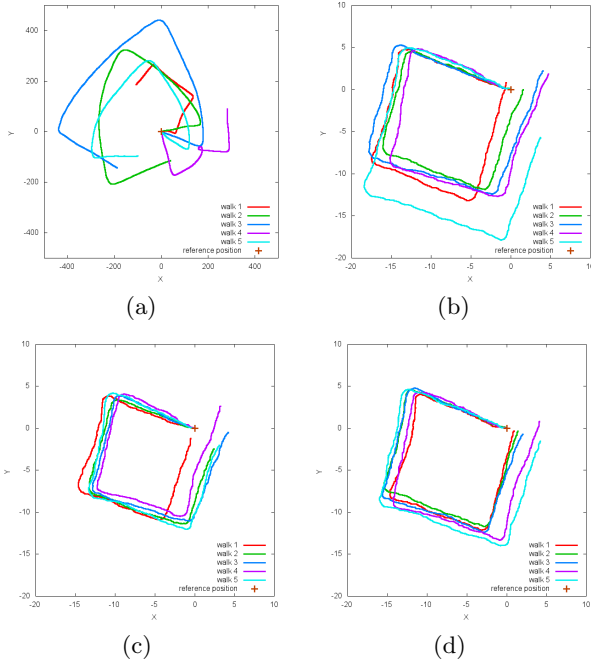 400
200
0
-200
-400
Y
-400 -200 0 200 400
X
walk 1
walk 2
walk 3
walk 4
walk 5
reference position
(a)
10
5
0
-5
-10
-15
-20
Y
-20 -15 -10 -5 0 5 10
X
walk 1
walk 2
walk 3
walk 4
walk 5
reference position
(b)
10
5
0
-5
-10
-15
-20
Y
-20 -15 -10 -5 0 5 10
X
walk 1
walk 2
walk 3
walk 4
walk 5
reference position
(c)
10
5
0
-5
-10
-15
-20
Y
-20 -15 -10 -5 0 5 10
X
walk 1
walk 2
walk 3
walk 4
walk 5
reference position
(d)